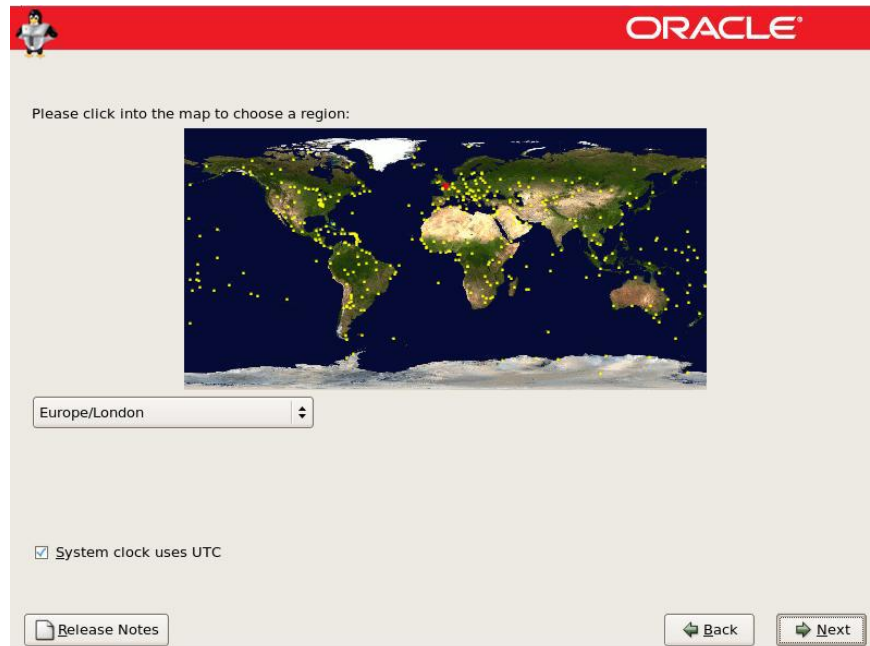 ORACLE®
Please click into the map to choose a region:
Europe/London
System clock uses UTC
Release Notes
Back
Next